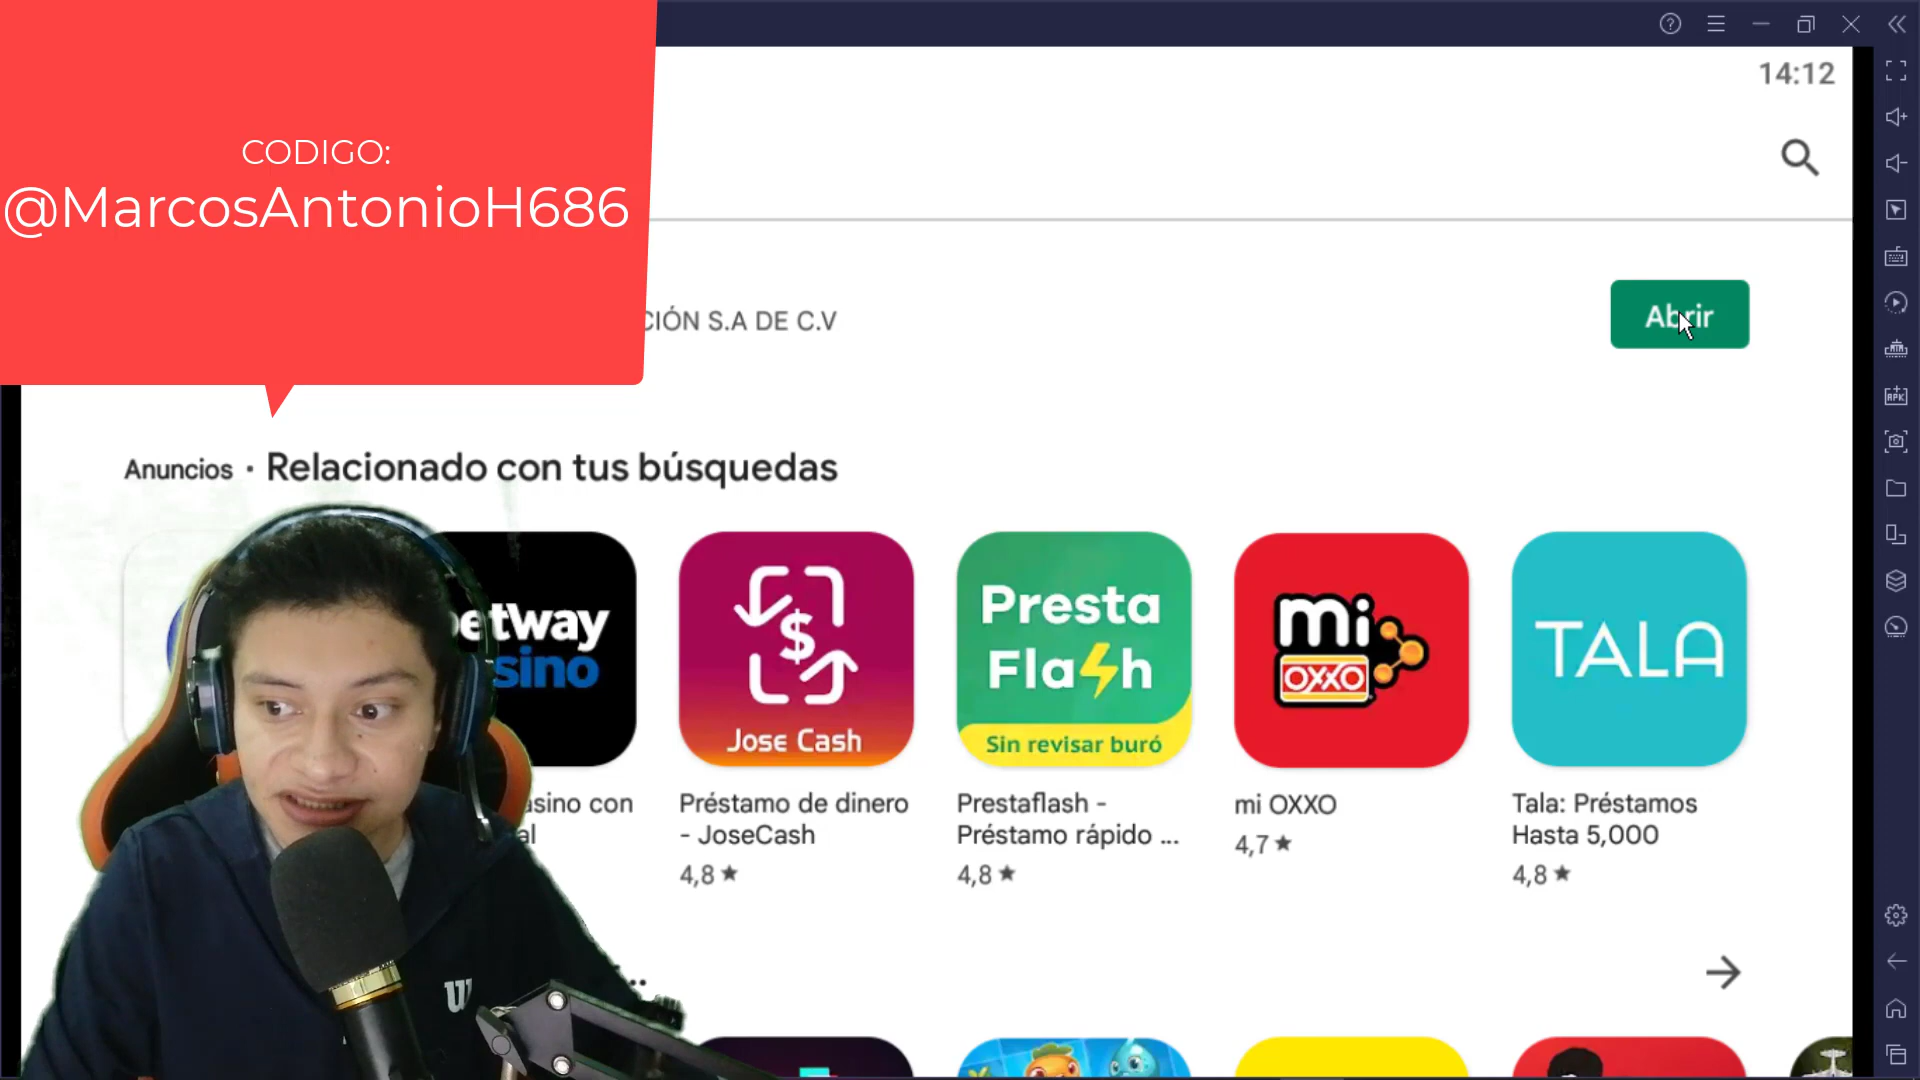 CODIGO:
@MarcosAntonioH686
14:12
CIÓN S.A DE C.V
Abrir
Anuncios · Relacionado con tus búsquedas
betway
sino
$
Jose Cash
Presta
Flash
Sin revisar buró
mi
OXXO
TALA
asino con
al
Préstamo de dinero
- JoseCash
4,8 ★
Prestaflash -
Préstamo rápido ...
4,8 ★
mi OXXO
4,7 ★
Tala: Préstamos
Hasta 5,000
4,8 ★
W